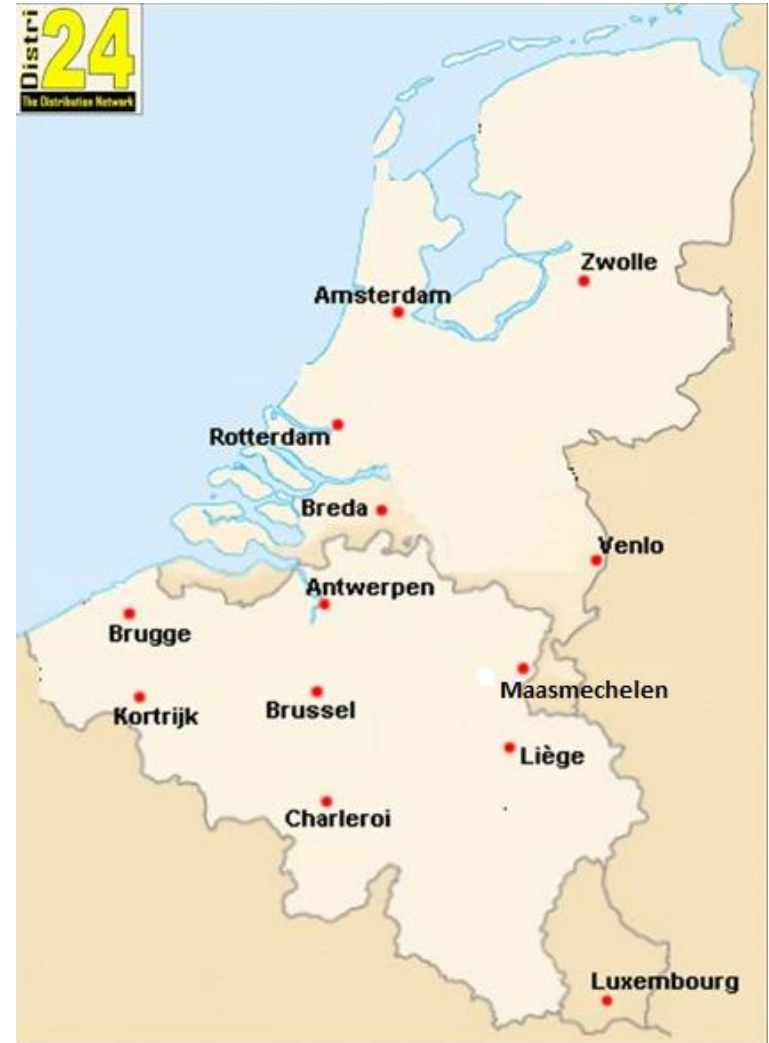 Distri
24
The Distribution Network
Zwolle
Amsterdam
Rotterdam
Breda
Venlo
Antwerpen
Brugge
Maasmechelen
Kortrijk
Brussel
Liège
Charleroi
Luxembourg